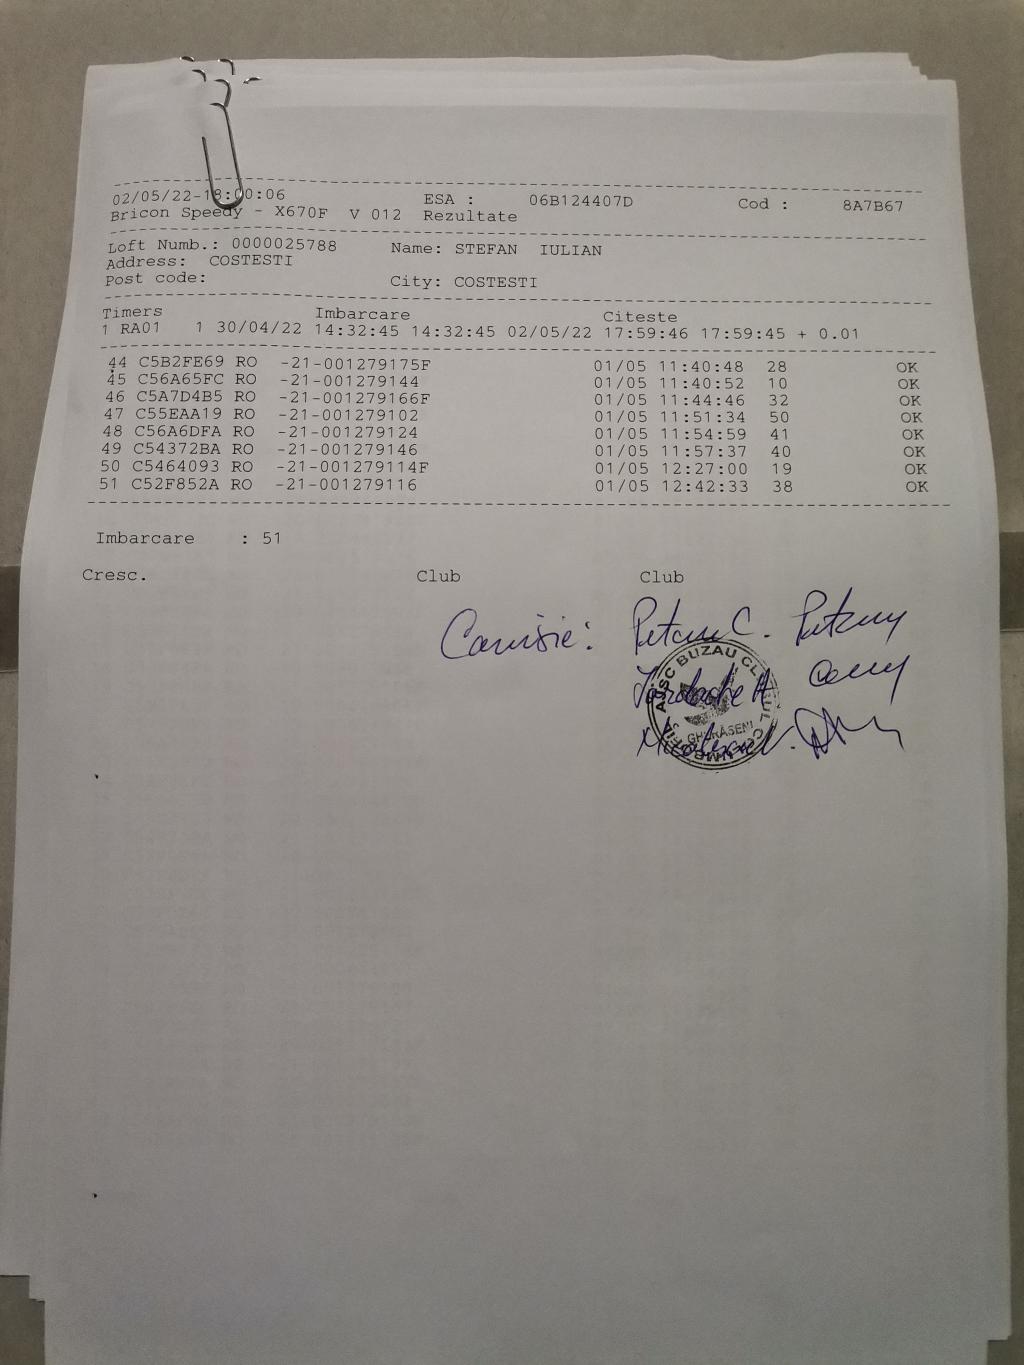 02/05/22-18:00:06 ESA : 06B124407D Cod : 8A7B67
Bricon Speedy - X670F V 012 Rezultate
Loft Numb.: 0000025788 Name: STEFAN IULIAN
Address: COSTESTI
Post code: City: COSTESTI
Timers Imbarcare Citeste
1 RA01 1 30/04/22 14:32:45 14:32:45 02/05/22 17:59:46 17:59:45 + 0.01
44 C5B2FE69 RO -21-001279175F 01/05 11:40:48 28 OK
45 C56A65FC RO -21-001279144 01/05 11:40:52 10 OK
46 C5A7D4B5 RO -21-001279166F 01/05 11:44:46 32 OK
47 C55EAA19 RO -21-001279102 01/05 11:51:34 50 OK
48 C56A6DFA RO -21-001279124 01/05 11:54:59 41 OK
49 C54372BA RO -21-001279146 01/05 11:57:37 40 OK
50 C5464093 RO -21-001279114F 01/05 12:27:00 19 OK
51 C52F852A RO -21-001279116 01/05 12:42:33 38 OK
Imbarcare : 51
Cresc. Club Club
Comisie:
BUZAU
GHERASENI